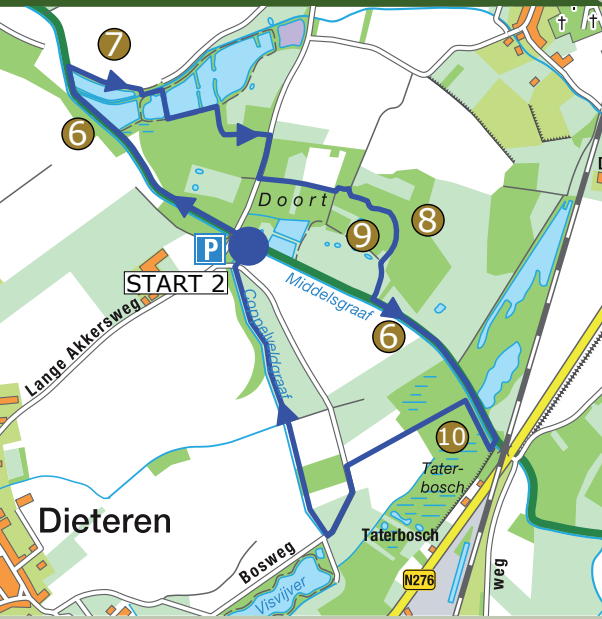 7
6
Doort
8
9
P
START 2
Middelsgraaf
Coppelveldgraaf
6
Lange Akkersweg
10
Tater-
bosch
Dieteren
Taterbosch
Bosweg
N276
weg
Visvijver